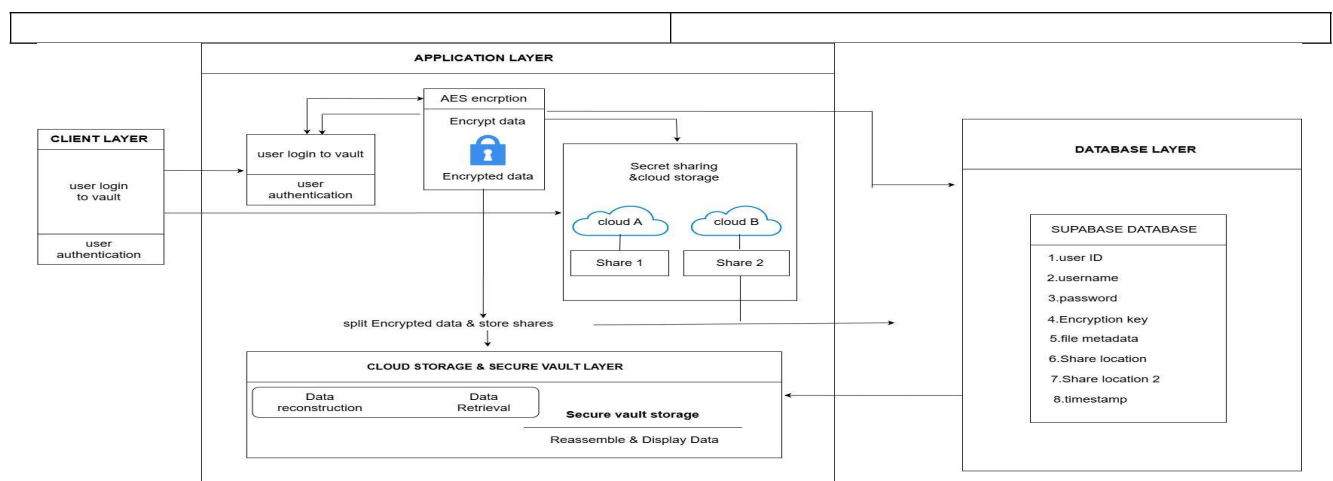 APPLICATION LAYER
CLIENT LAYER
user login
to vault
user
authentication
user login to vault
user
authentication
AES encrption
Encrypt data
Encrypted data
Secret sharing
&cloud storage
cloud A
cloud B
Share 1
Share 2
split Encrypted data & store shares
CLOUD STORAGE & SECURE VAULT LAYER
Data
reconstruction
Data
Retrieval
Secure vault storage
Reassemble & Display Data
DATABASE LAYER
SUPABASE DATABASE
1.user ID
2.username
3.password
4.Encryption key
5.file metadata
6.Share location
7.Share location 2
8.timestamp